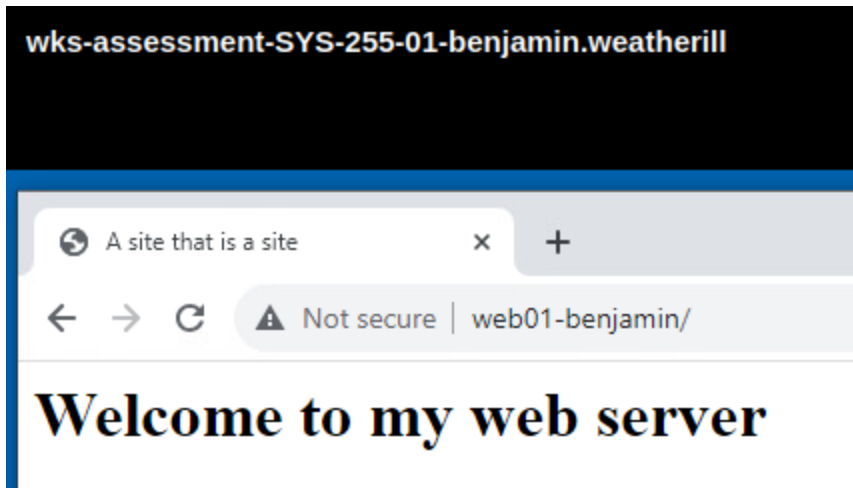 wks-assessment-SYS-255-01-benjamin.weatherill
A site that is a site
Not secure | web01-benjamin/
Welcome to my web server